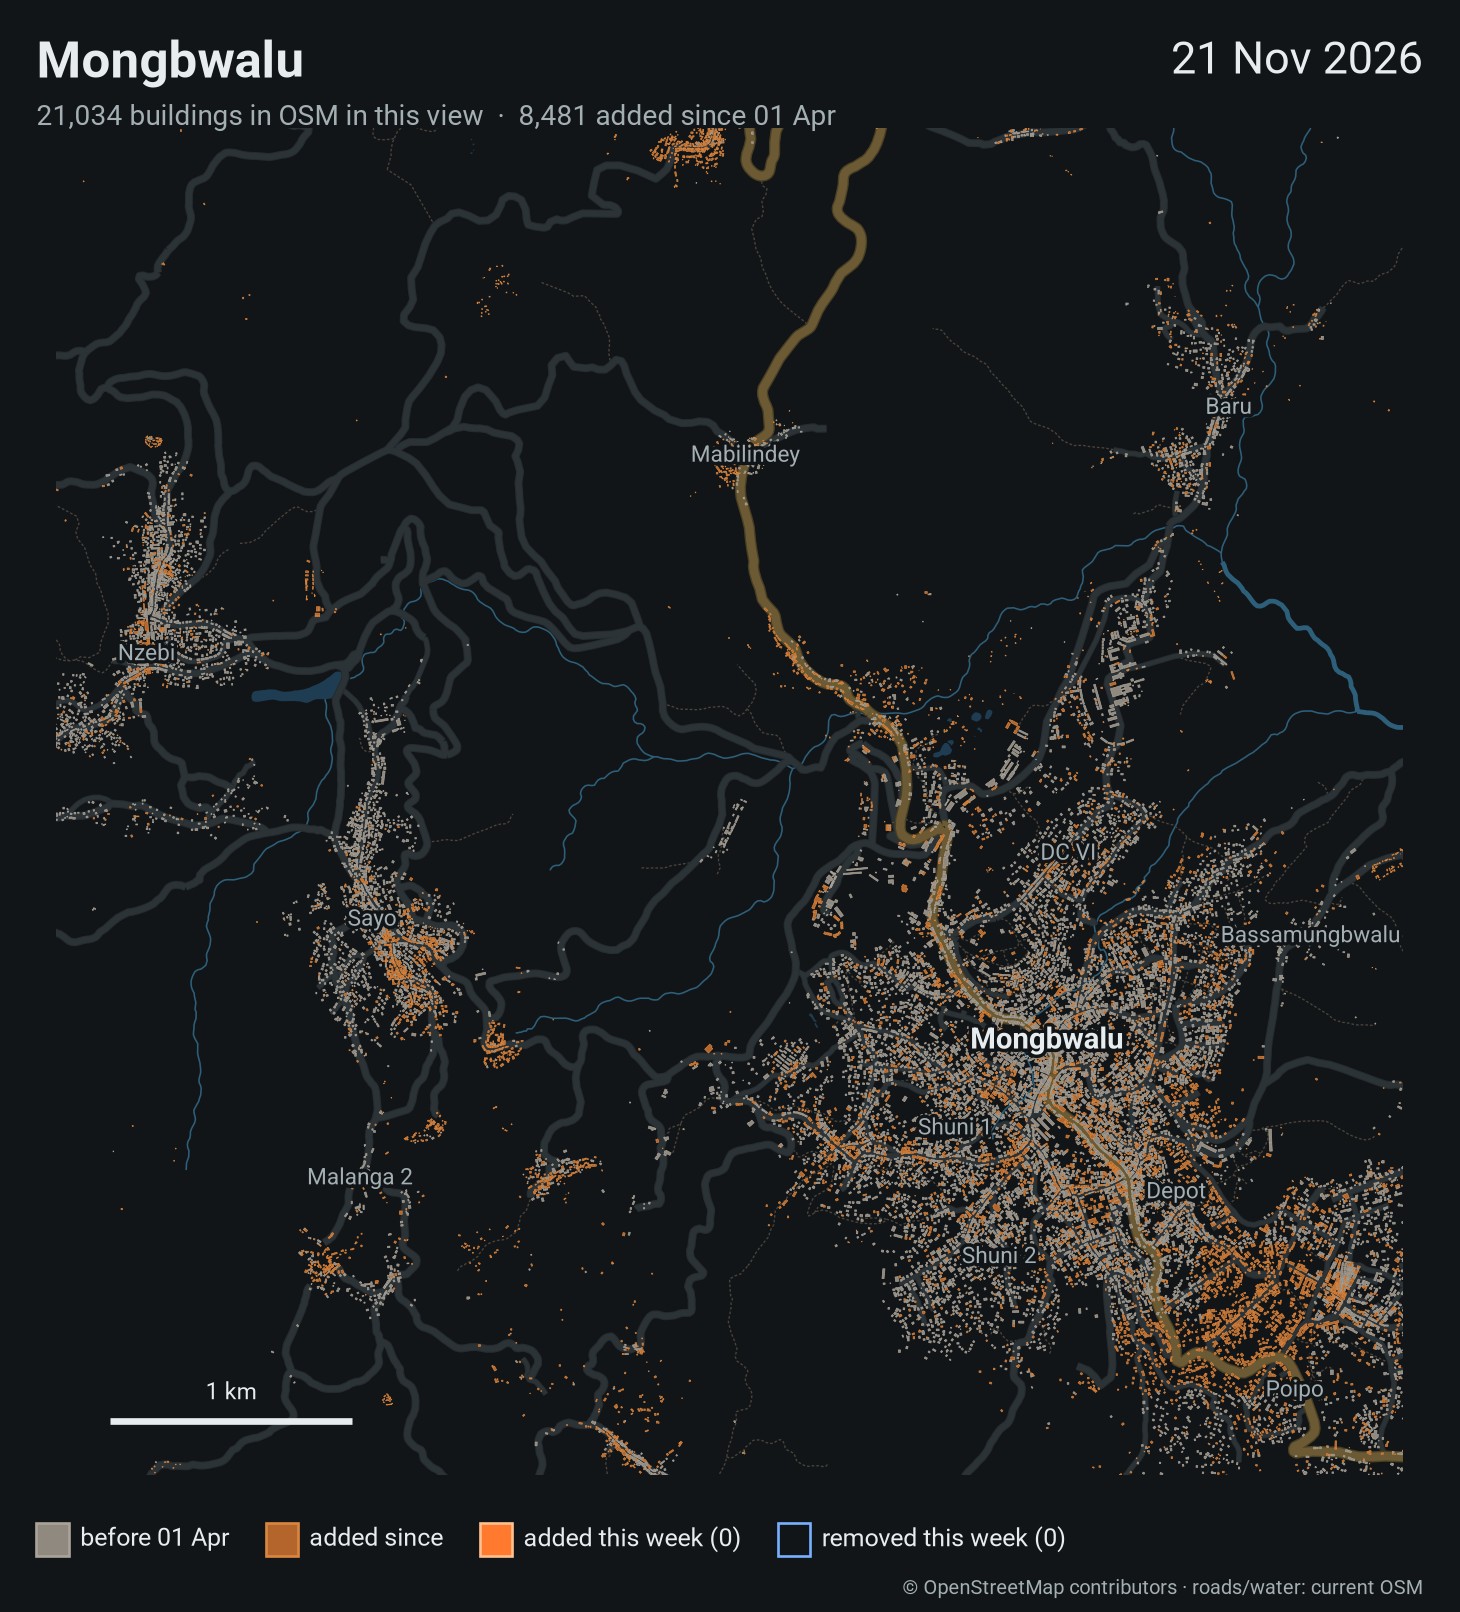 Mongbwalu
21 Nov 2026
21,034 buildings in OSM in this view · 8,481 added since 01 Apr
Baru
Mabilindey
Nzebi
DC VI
Sayo
Bassamungbwalu
Mongbwalu
Shuni 1
Malanga 2
Depot
Shuni 2
Poipo
1 km
before 01 Apr
added since
added this week (0)
removed this week (0)
© OpenStreetMap contributors · roads/water: current OSM